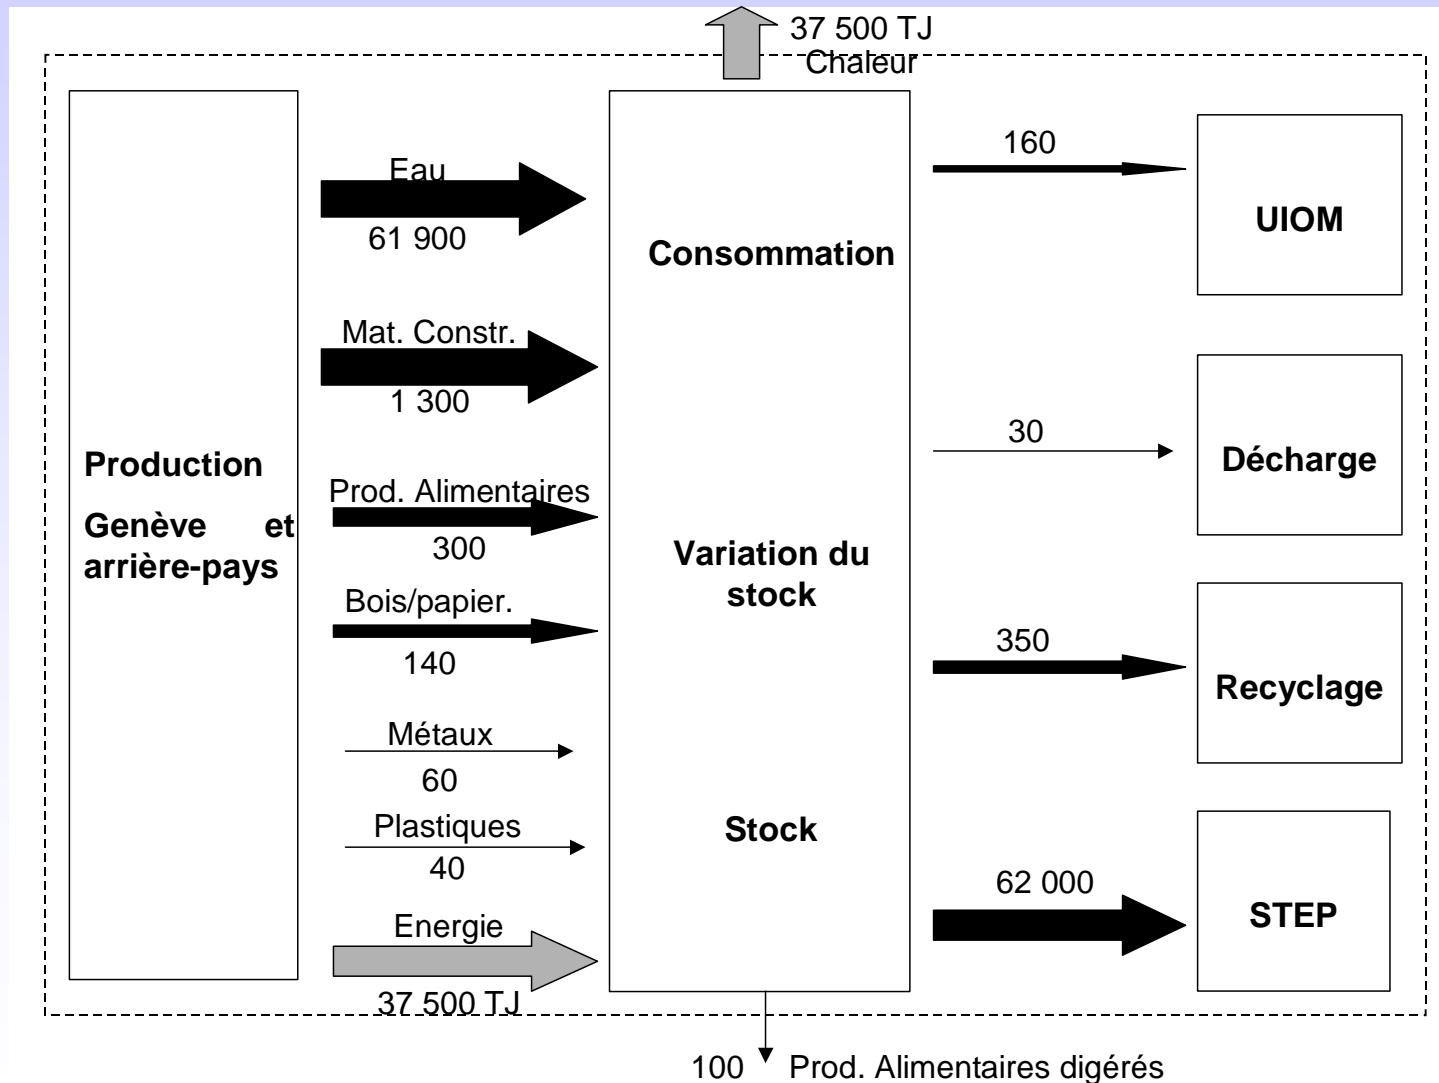 37 500 TJ
Chaleur
Production
Genève et
arrière-pays
Eau
61 900
Mat. Constr.
1 300
Prod. Alimentaires
300
Bois/papier.
140
Métaux
60
Plastiques
40
Energie
37 500 TJ
Consommation
Variation du
stock
Stock
160
UIOM
30
Décharge
350
Recyclage
62 000
STEP
100 Prod. Alimentaires digérés